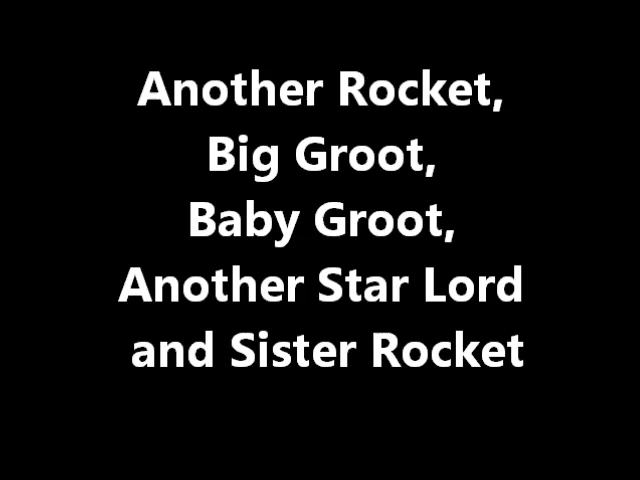 Another Rocket,
Big Groot,
Baby Groot,
Another Star Lord
and Sister Rocket